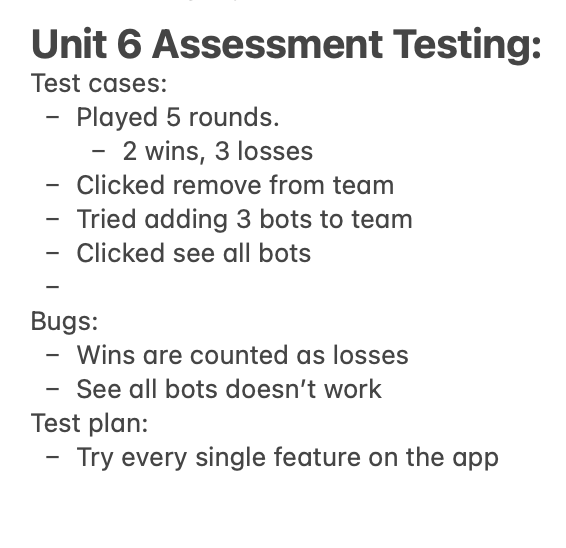 Unit 6 Assessment Testing:
Test cases:
– Played 5 rounds.
– 2 wins, 3 losses
– Clicked remove from team
– Tried adding 3 bots to team
– Clicked see all bots
–
Bugs:
– Wins are counted as losses
– See all bots doesn’t work
Test plan:
– Try every single feature on the app